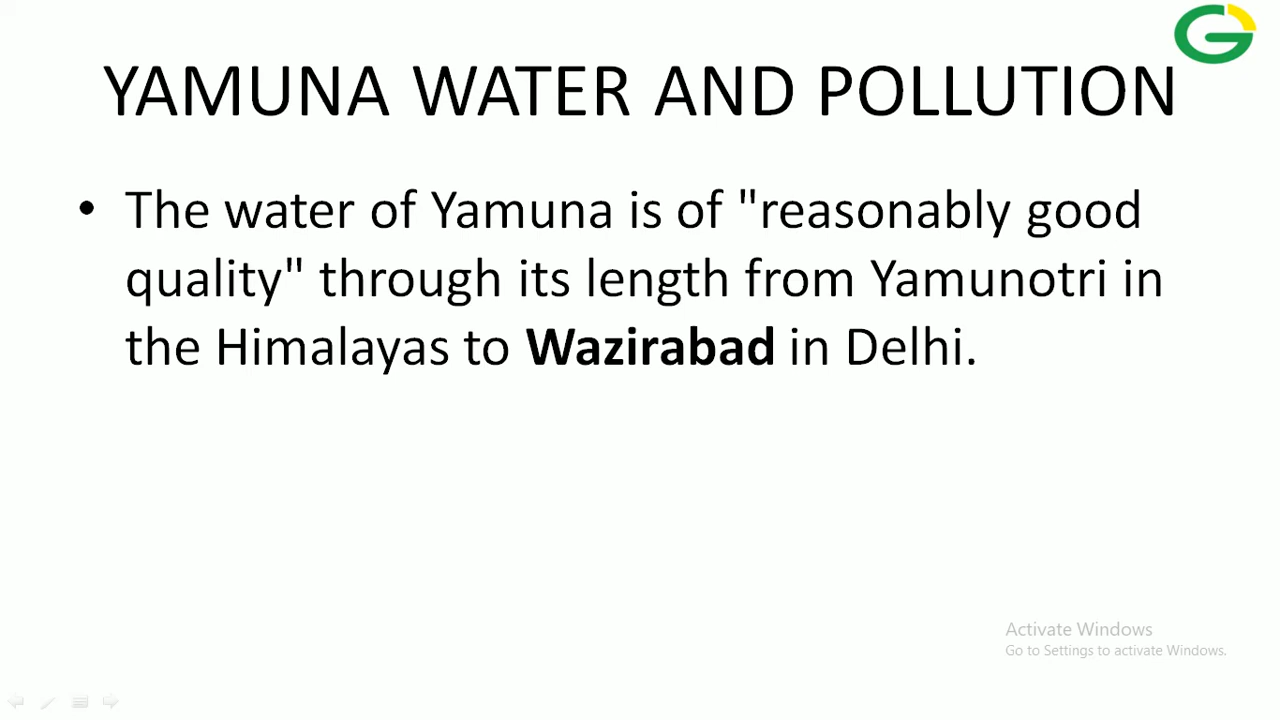 YAMUNA WATER AND POLLUTION
• The water of Yamuna is of "reasonably good
quality" through its length from Yamunotri in
the Himalayas to Wazirabad in Delhi.
Activate Windows
Go to Settings to activate Windows.